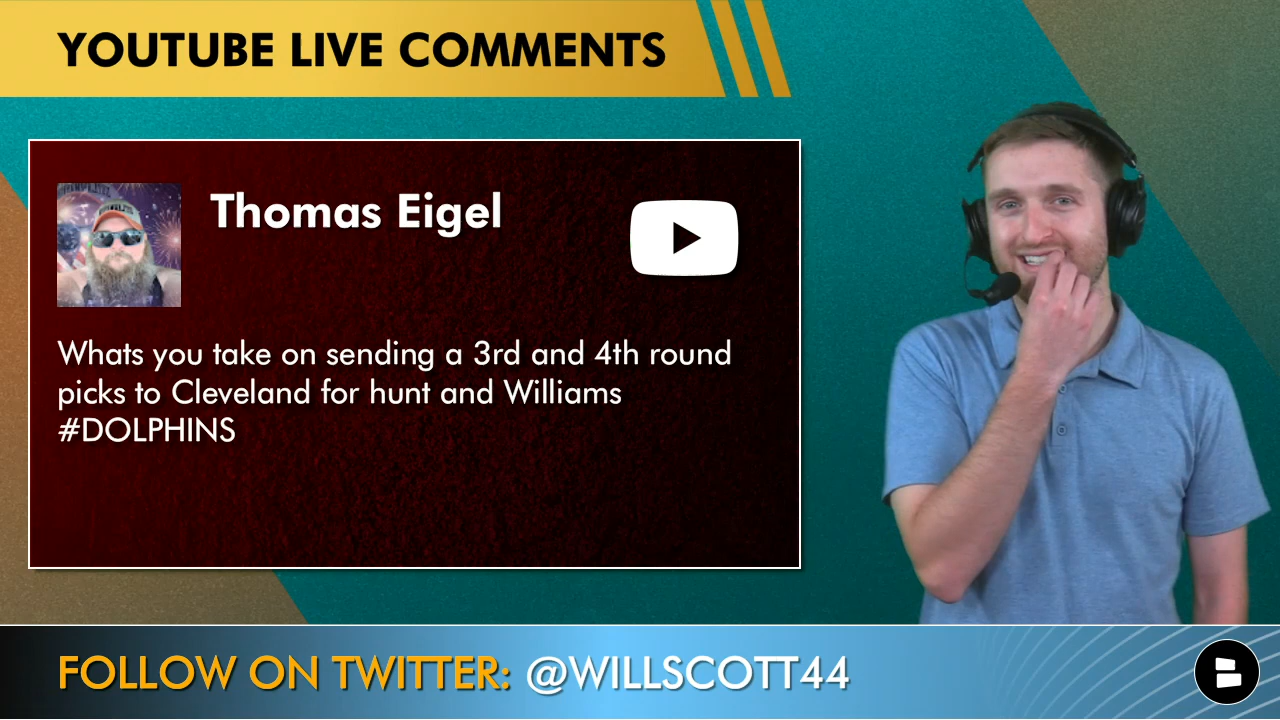 YOUTUBE LIVE COMMENTS
Thomas Eigel
Whats you take on sending a 3rd and 4th round
picks to Cleveland for hunt and Williams
#DOLPHINS
FOLLOW ON TWITTER: @WILLSCOTT44